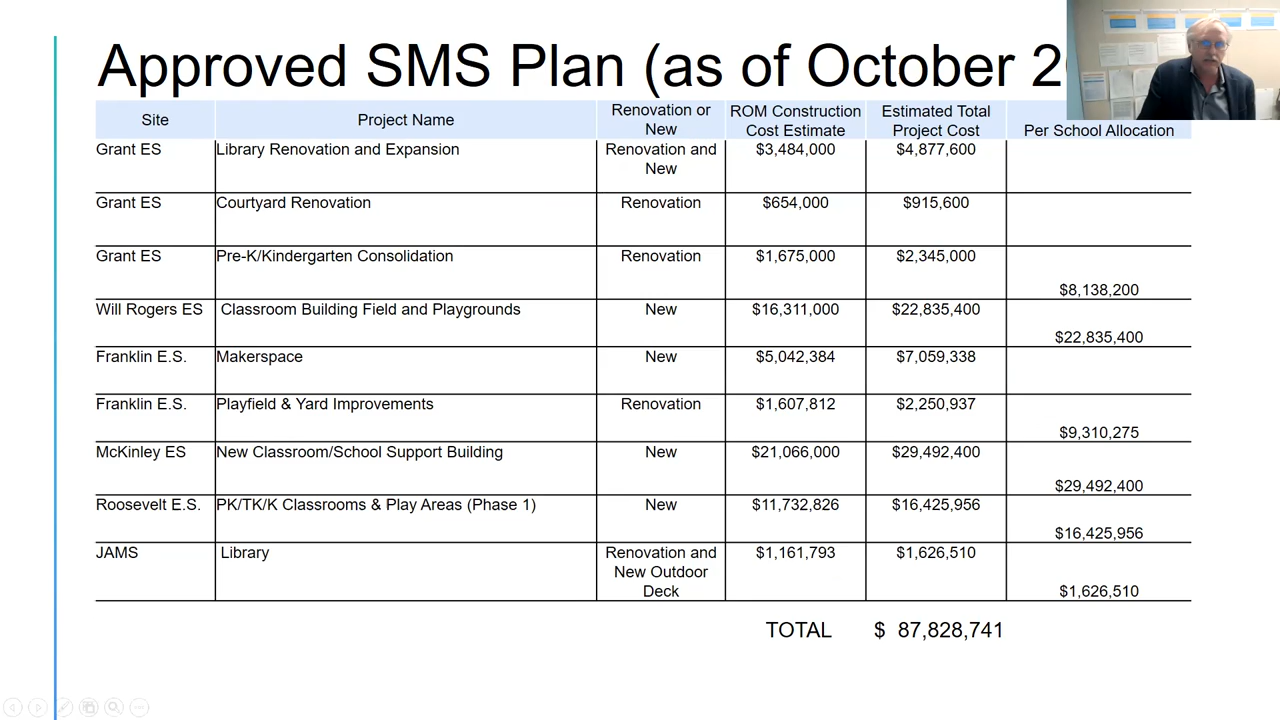 Approved SMS Plan (as of October
Site Project Name Renovation or New ROM Construction Cost Estimate Estimated Total Project Cost Per School Allocation
Grant ES Library Renovation and Expansion Renovation and New $3,484,000 $4,877,600
Grant ES Courtyard Renovation Renovation $654,000 $915,600
Grant ES Pre-K/Kindergarten Consolidation Renovation $1,675,000 $2,345,000 $8,138,200
Will Rogers ES Classroom Building Field and Playgrounds New $16,311,000 $22,835,400 $22,835,400
Franklin E.S. Makerspace New $5,042,384 $7,059,338
Franklin E.S. Playfield & Yard Improvements Renovation $1,607,812 $2,250,937 $9,310,275
McKinley ES New Classroom/School Support Building New $21,066,000 $29,492,400 $29,492,400
Roosevelt E.S. PK/TK/K Classrooms & Play Areas (Phase 1) New $11,732,826 $16,425,956 $16,425,956
JAMS Library Renovation and New Outdoor Deck $1,161,793 $1,626,510 $1,626,510
TOTAL $ 87,828,741